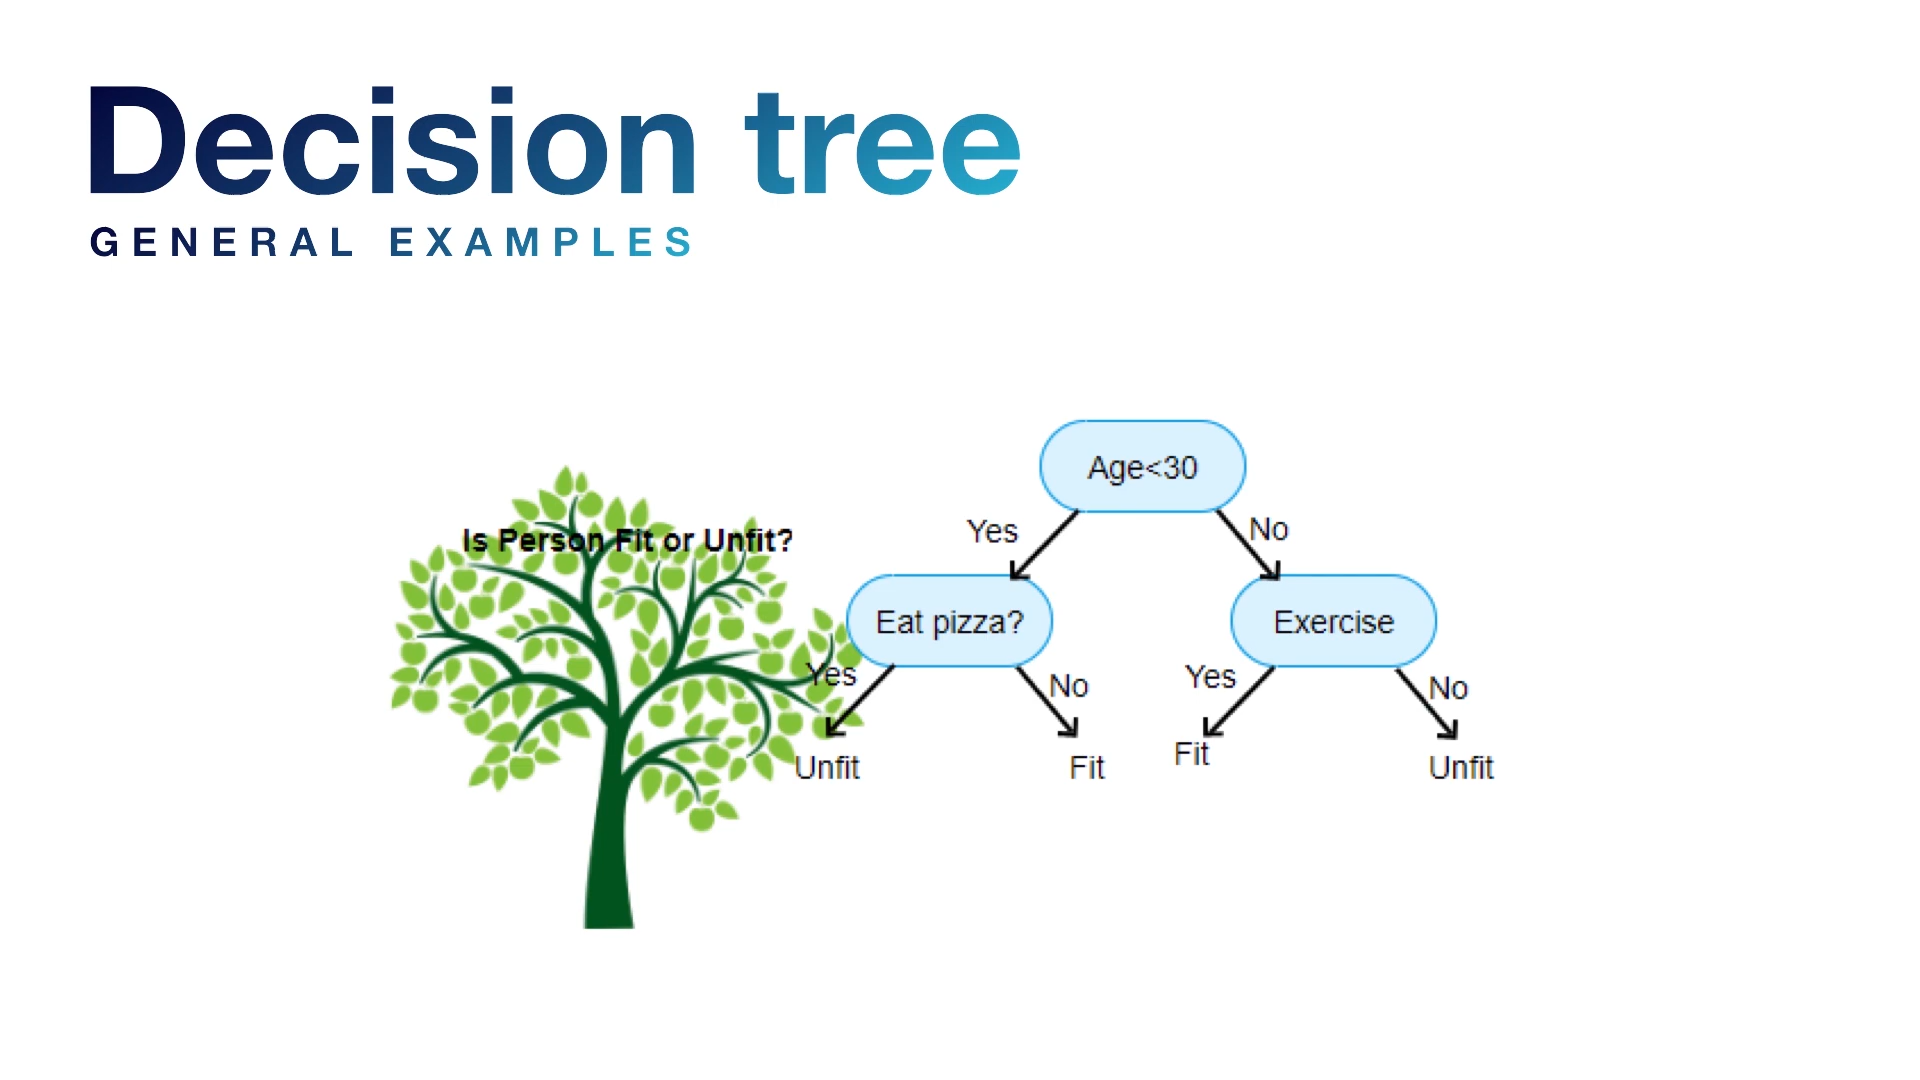 Decision tree
GENERAL EXAMPLES
Is Person Fit or Unfit?
Age<30
Yes
No
Eat pizza?
Exercise
Yes
No
Yes
No
Unfit
Fit
Fit
Unfit